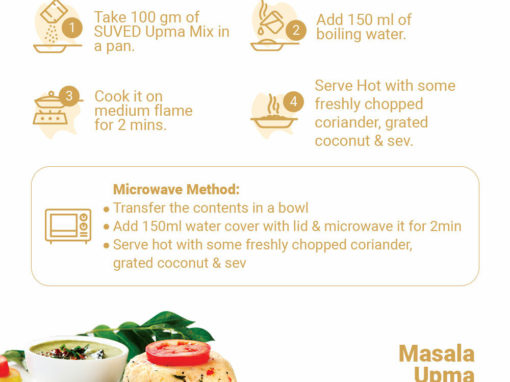 1
Take 100 gm of
SUVED Upma Mix in
a pan.
2
Add 150 ml of
boiling water.
3
Cook it on
medium flame
for 2 mins.
4
Serve Hot with some
freshly chopped
coriander, grated
coconut & sev.
Microwave Method:
• Transfer the contents in a bowl
• Add 150ml water cover with lid & microwave it for 2min
• Serve hot with some freshly chopped coriander,
grated coconut & sev
Masala
Upma